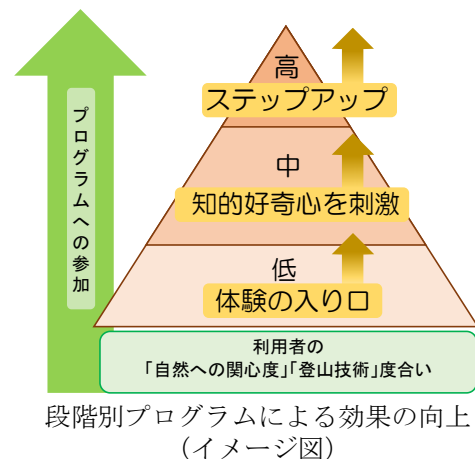 高
ステップアップ
中
知的好奇心を刺激
低
体験の入り口
プログラムへの参加
利用者の
「自然への関心度」「登山技術」度合い
段階別プログラムによる効果の向上
（イメージ図）